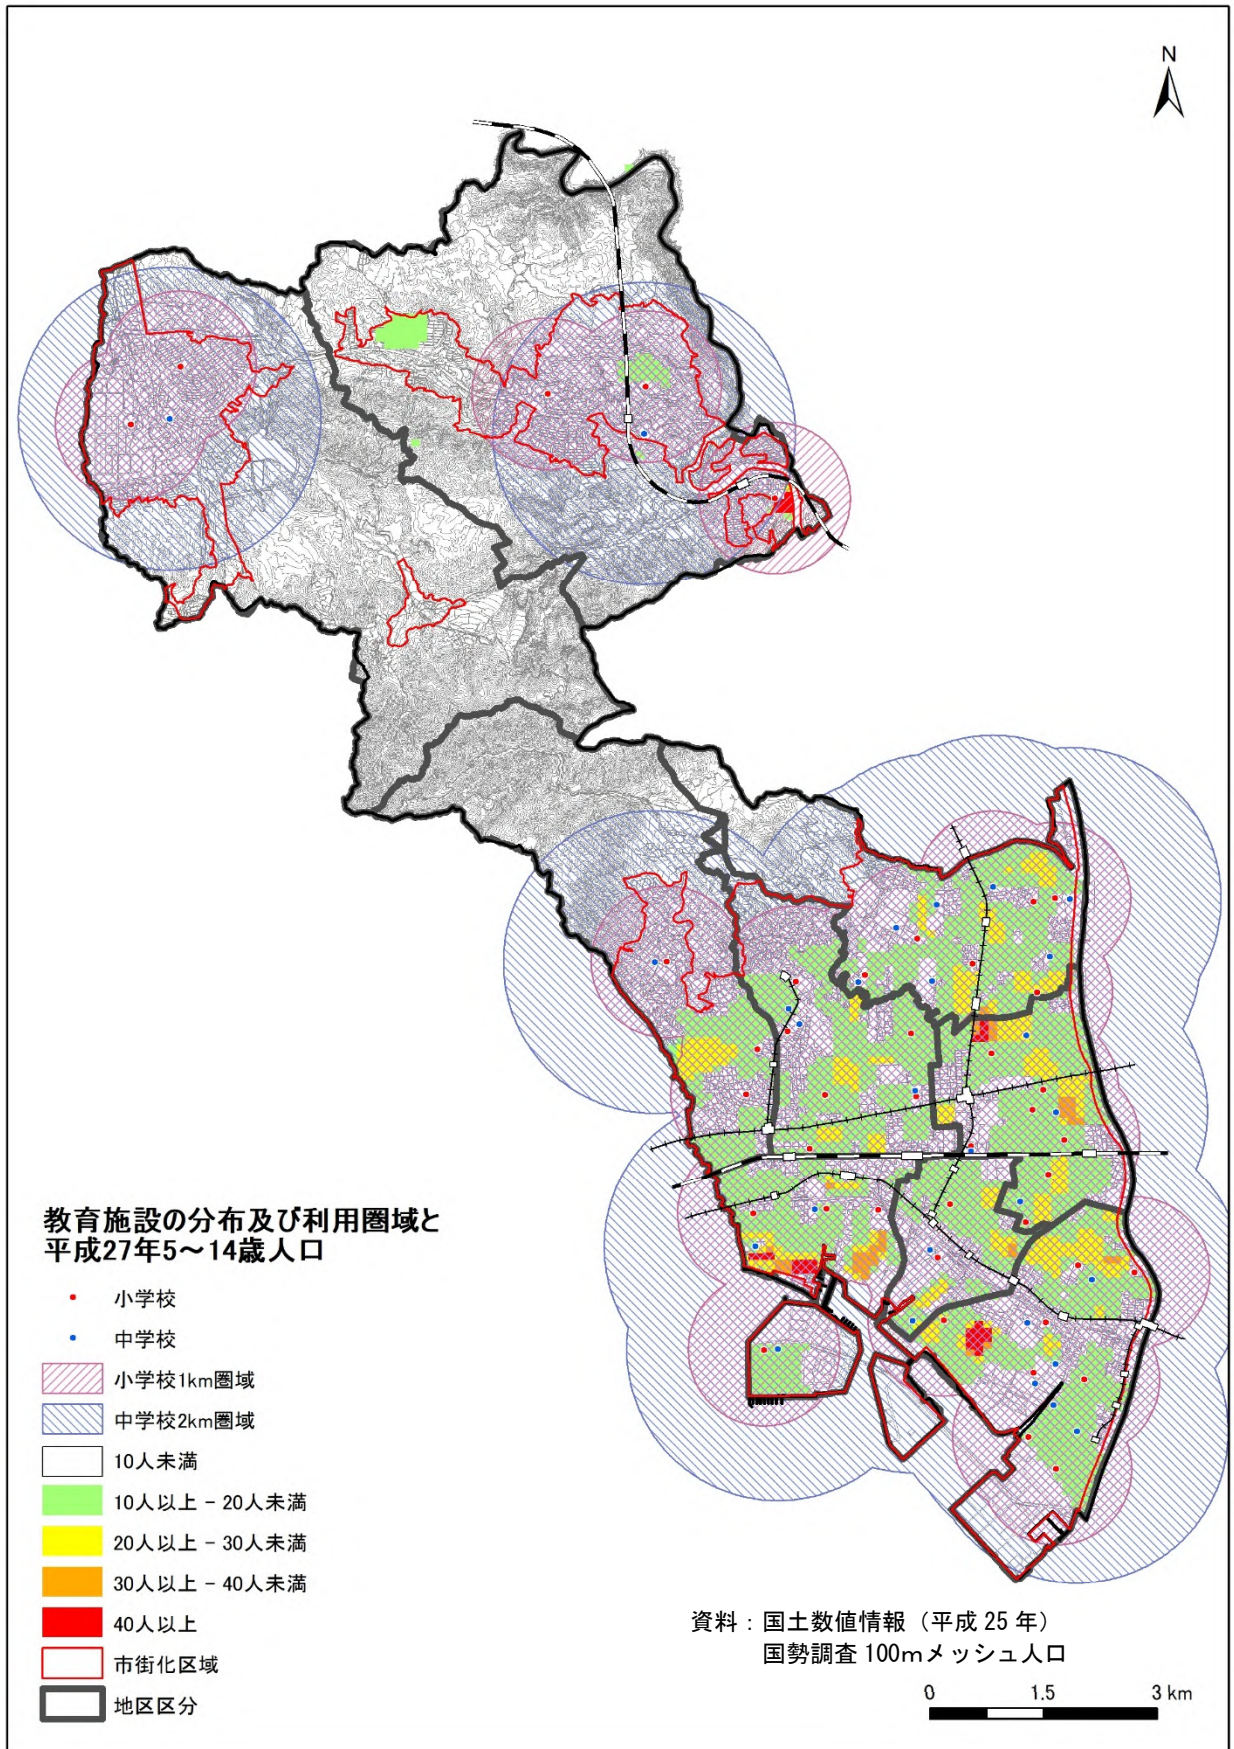 N
教育施設の分布及び利用圏域と
平成27年5～14歳人口
小学校
中学校
小学校1km圏域
中学校2km圏域
10人未満
10人以上 - 20人未満
20人以上 - 30人未満
30人以上 - 40人未満
40人以上
市街化区域
地区区分
資料：国土数値情報（平成 25 年）
国勢調査 100mメッシュ人口
0 1.5 3 km